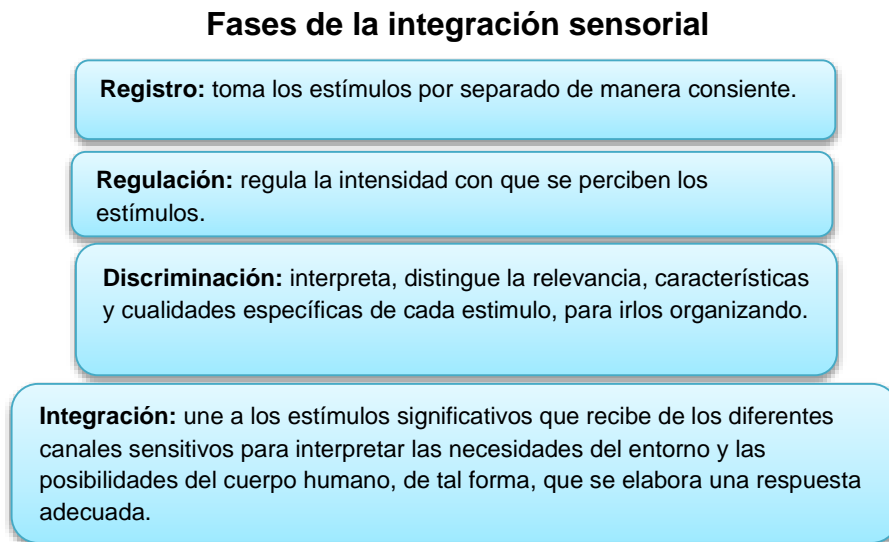 Fases de la integración sensorial
Registro: toma los estímulos por separado de manera consiente.
Regulación: regula la intensidad con que se perciben los
estímulos.
Discriminación: interpreta, distingue la relevancia, características
y cualidades específicas de cada estimulo, para irlos organizando.
Integración: une a los estímulos significativos que recibe de los diferentes
canales sensitivos para interpretar las necesidades del entorno y las
posibilidades del cuerpo humano, de tal forma, que se elabora una respuesta
adecuada.